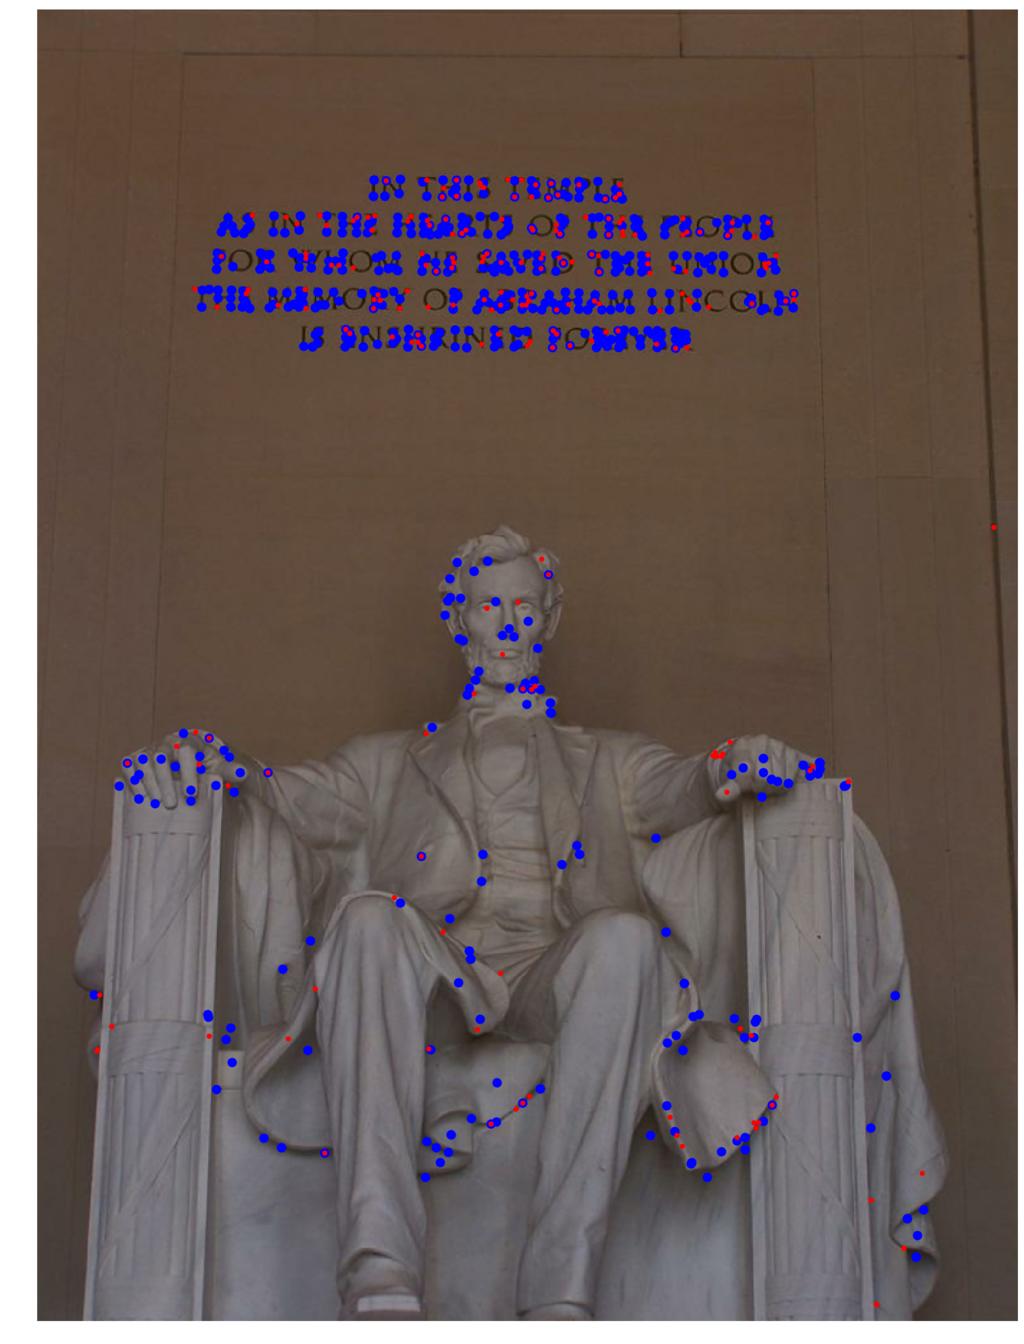 IN THIS TEMPLE
AS IN THE HEARTS OF THE PEOPLE
FOR WHOM HE SAVED THE UNION
THE MEMORY OF ABRAHAM LINCOLN
IS ENSHRINED FOREVER